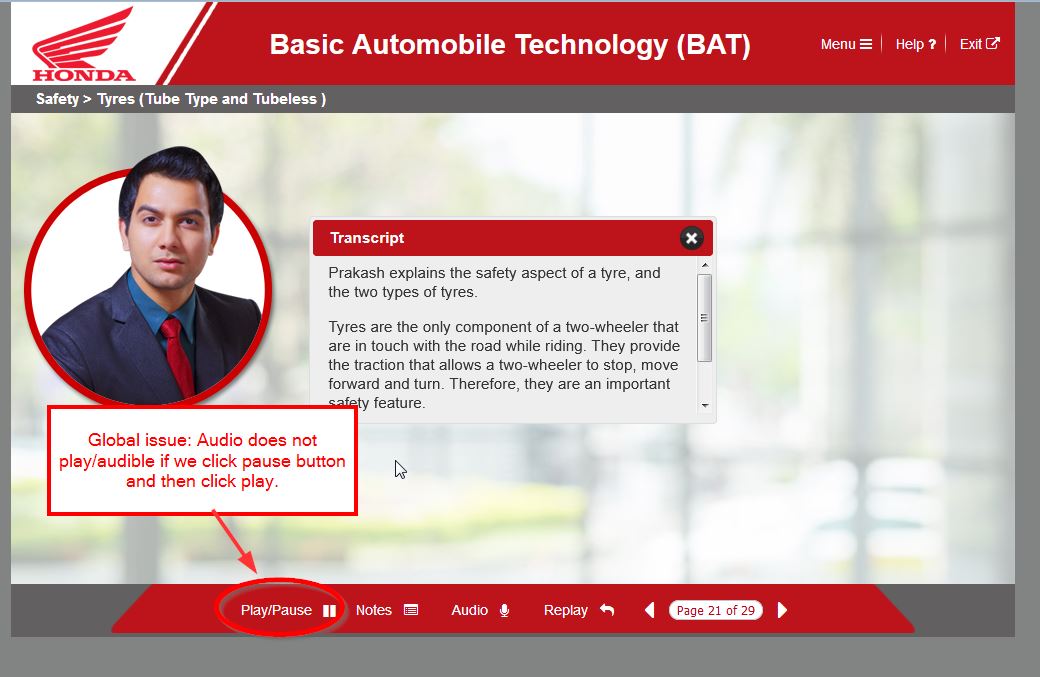 HONDA
Basic Automobile Technology (BAT)
Menu
Help ?
Exit
Safety > Tyres (Tube Type and Tubeless )
Transcript
Prakash explains the safety aspect of a tyre, and
the two types of tyres.
Tyres are the only component of a two-wheeler that
are in touch with the road while riding. They provide
the traction that allows a two-wheeler to stop, move
forward and turn. Therefore, they are an important
safety feature.
Global issue: Audio does not
play/audible if we click pause button
and then click play.
Play/Pause
Notes
Audio
Replay
Page 21 of 29